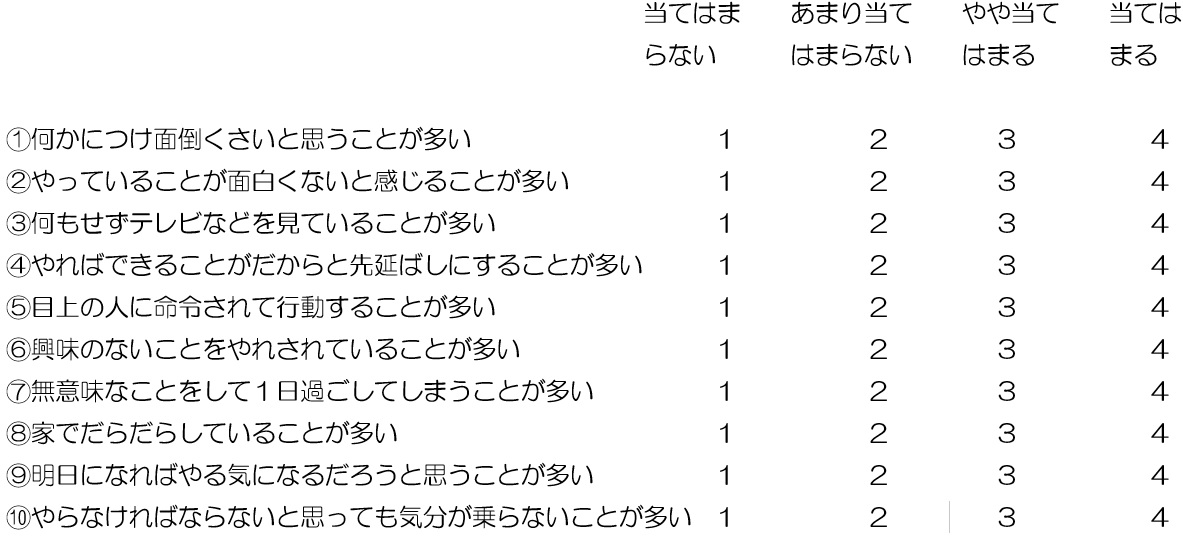 当てはま　あまり当て　やや当て　当ては
らない　はまらない　はまる　まる
①何かにつけ面倒くさいと思うことが多い　1　2　3　4
②やっていることが面白くないと感じることが多い　1　2　3　4
③何もせずテレビなどを見ていることが多い　1　2　3　4
④やればできることがだからと先延ばしにすることが多い　1　2　3　4
⑤目上の人に命令されて行動することが多い　1　2　3　4
⑥興味のないことをやれされていることが多い　1　2　3　4
⑦無意味なことをして１日過ごしてしまうことが多い　1　2　3　4
⑧家でだらだらしていることが多い　1　2　3　4
⑨明日になればやる気になるだろうと思うことが多い　1　2　3　4
⑩やらなければならないと思っても気分が乗らないことが多い　1　2　3　4